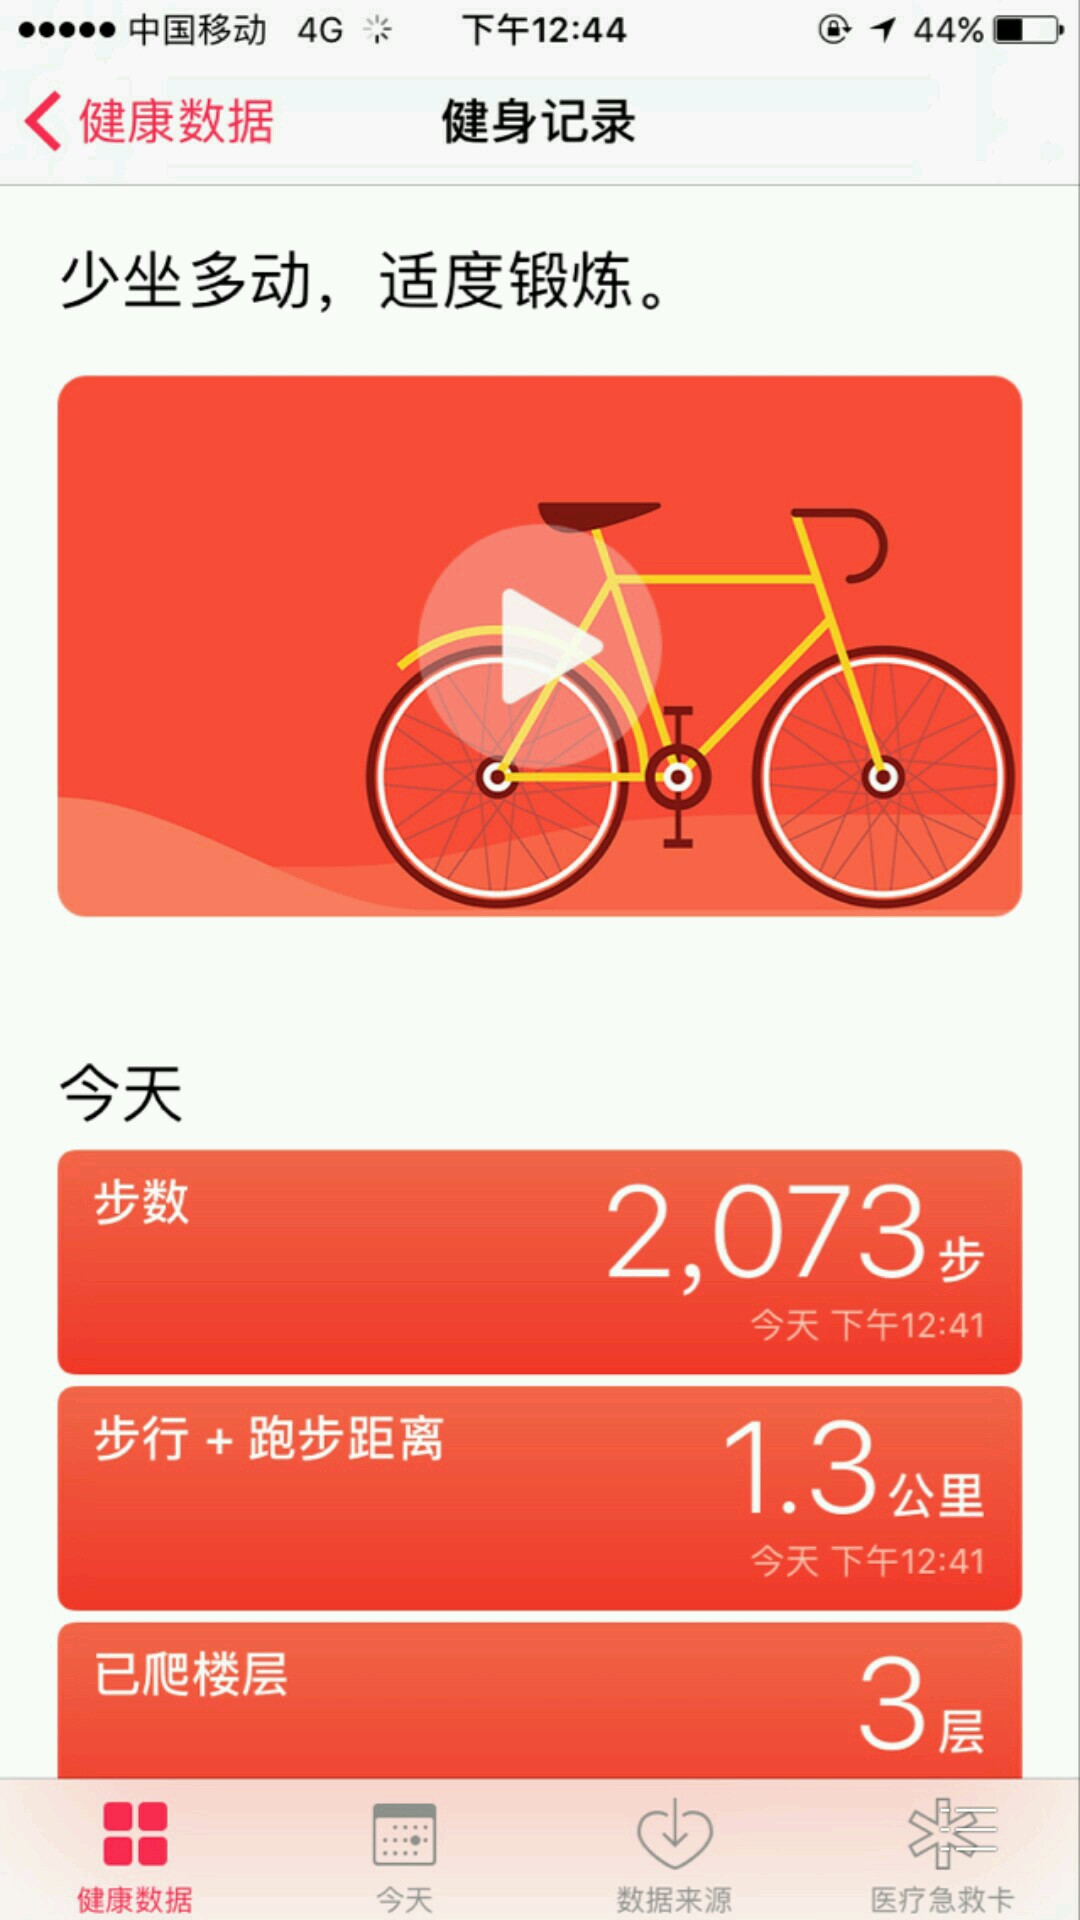 中国移动 4G 下午12:44 44%
健康数据 健身记录
少坐多动，适度锻炼。
今天
步数 2,073步
今天 下午12:41
步行 + 跑步距离 1.3公里
今天 下午12:41
已爬楼层 3层
健康数据 今天 数据来源 医疗急救卡